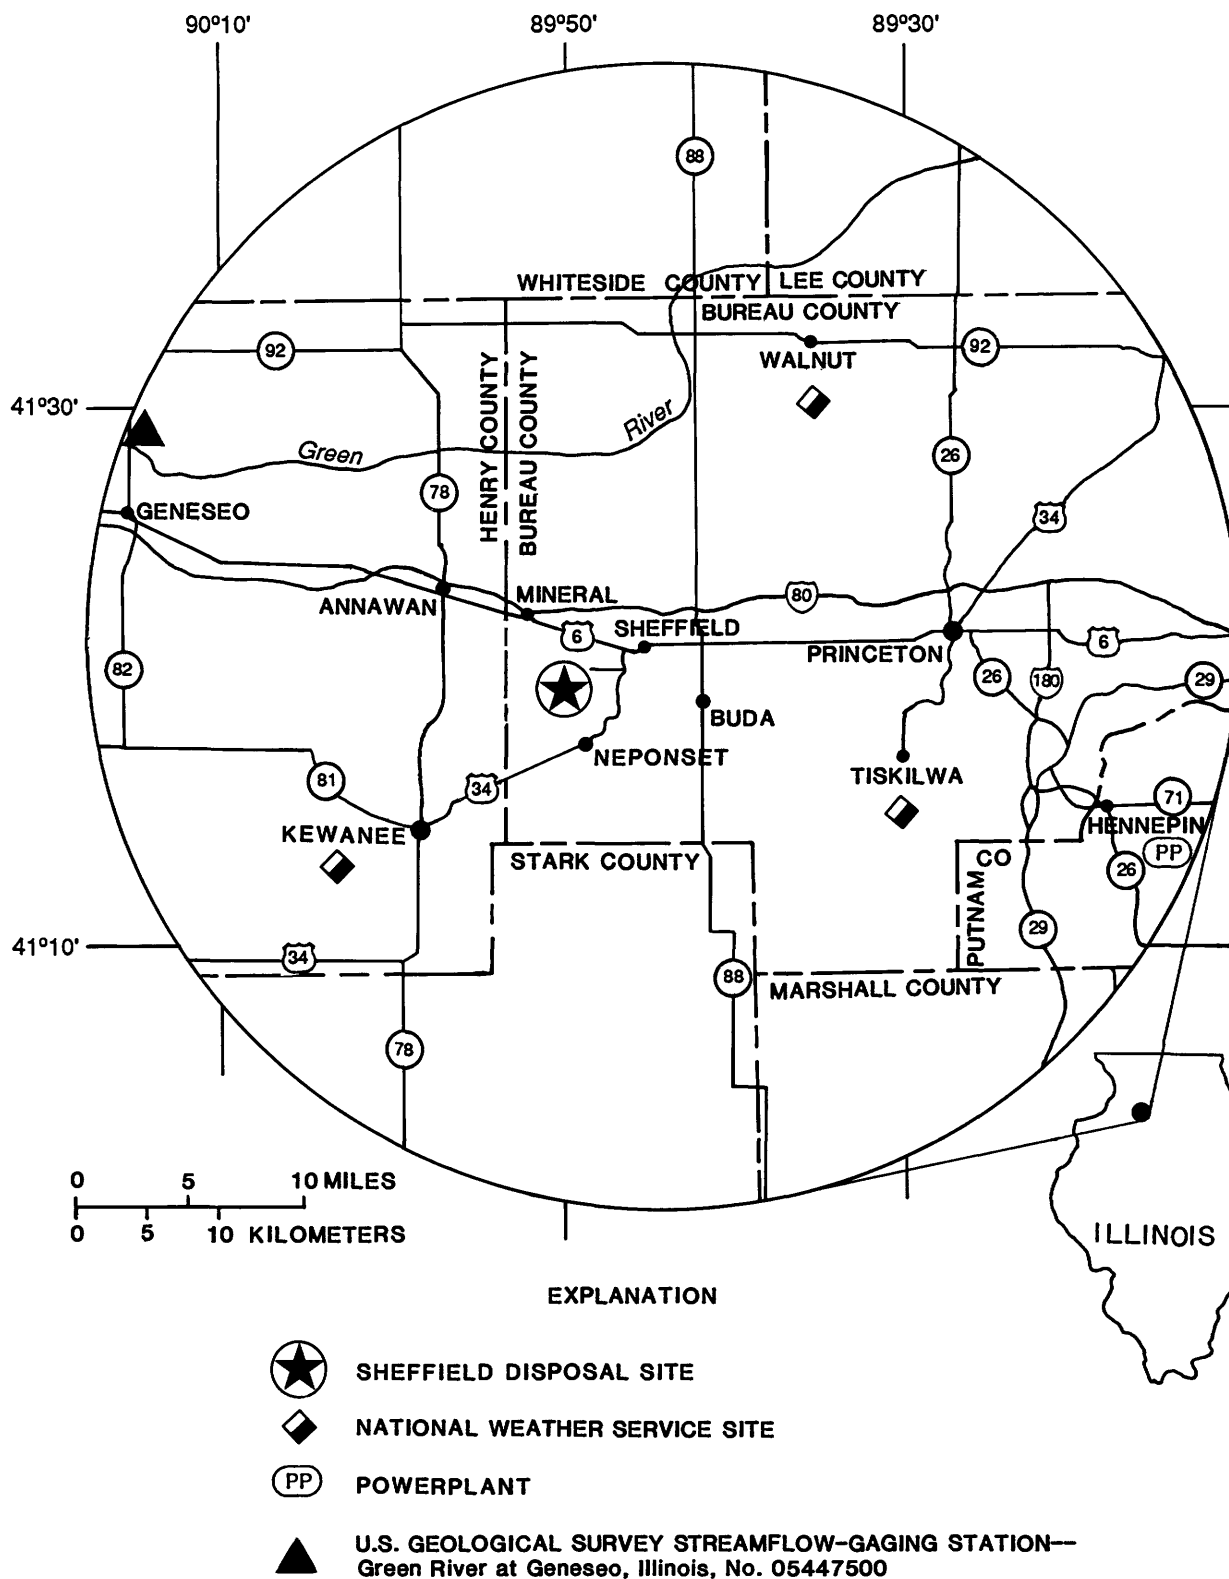 90°10' 89°50' 89°30'
88
WHITESIDE COUNTY LEE COUNTY
BUREAU COUNTY
92 WALNUT 92
41°30'
HENRY COUNTY
BUREAU COUNTY
Green River
26
78
34
GENESEO
80
ANNAWAN
MINERAL
6
SHEFFIELD
6
PRINCETON
82
26
180
29
BUDA
NEPONSET
TISKILWA
81
34
71
KEWANEE
HENNEPIN
STARK COUNTY
CO
PP
26
PUTNAM
29
41°10'
34
88
MARSHALL COUNTY
78
0 5 10 MILES
0 5 10 KILOMETERS
ILLINOIS
EXPLANATION
SHEFFIELD DISPOSAL SITE
NATIONAL WEATHER SERVICE SITE
PP POWERPLANT
U.S. GEOLOGICAL SURVEY STREAMFLOW-GAGING STATION—
Green River at Geneseo, Illinois, No. 05447500